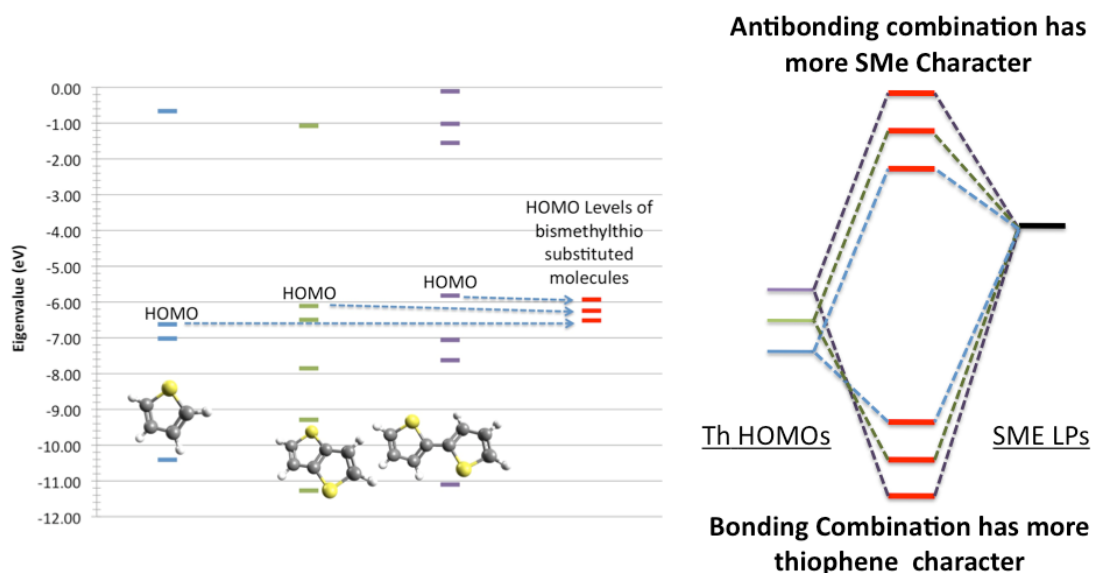 Antibonding combination has
more SMe Character
0.00
-1.00
-2.00
-3.00
-4.00
-5.00
-6.00
-7.00
-8.00
-9.00
-10.00
-11.00
-12.00
Eigenvalue (eV)
HOMO
HOMO
HOMO
HOMO Levels of
bismethylthio
substituted
molecules
Th HOMOs
SME LPs
Bonding Combination has more
thiophene character